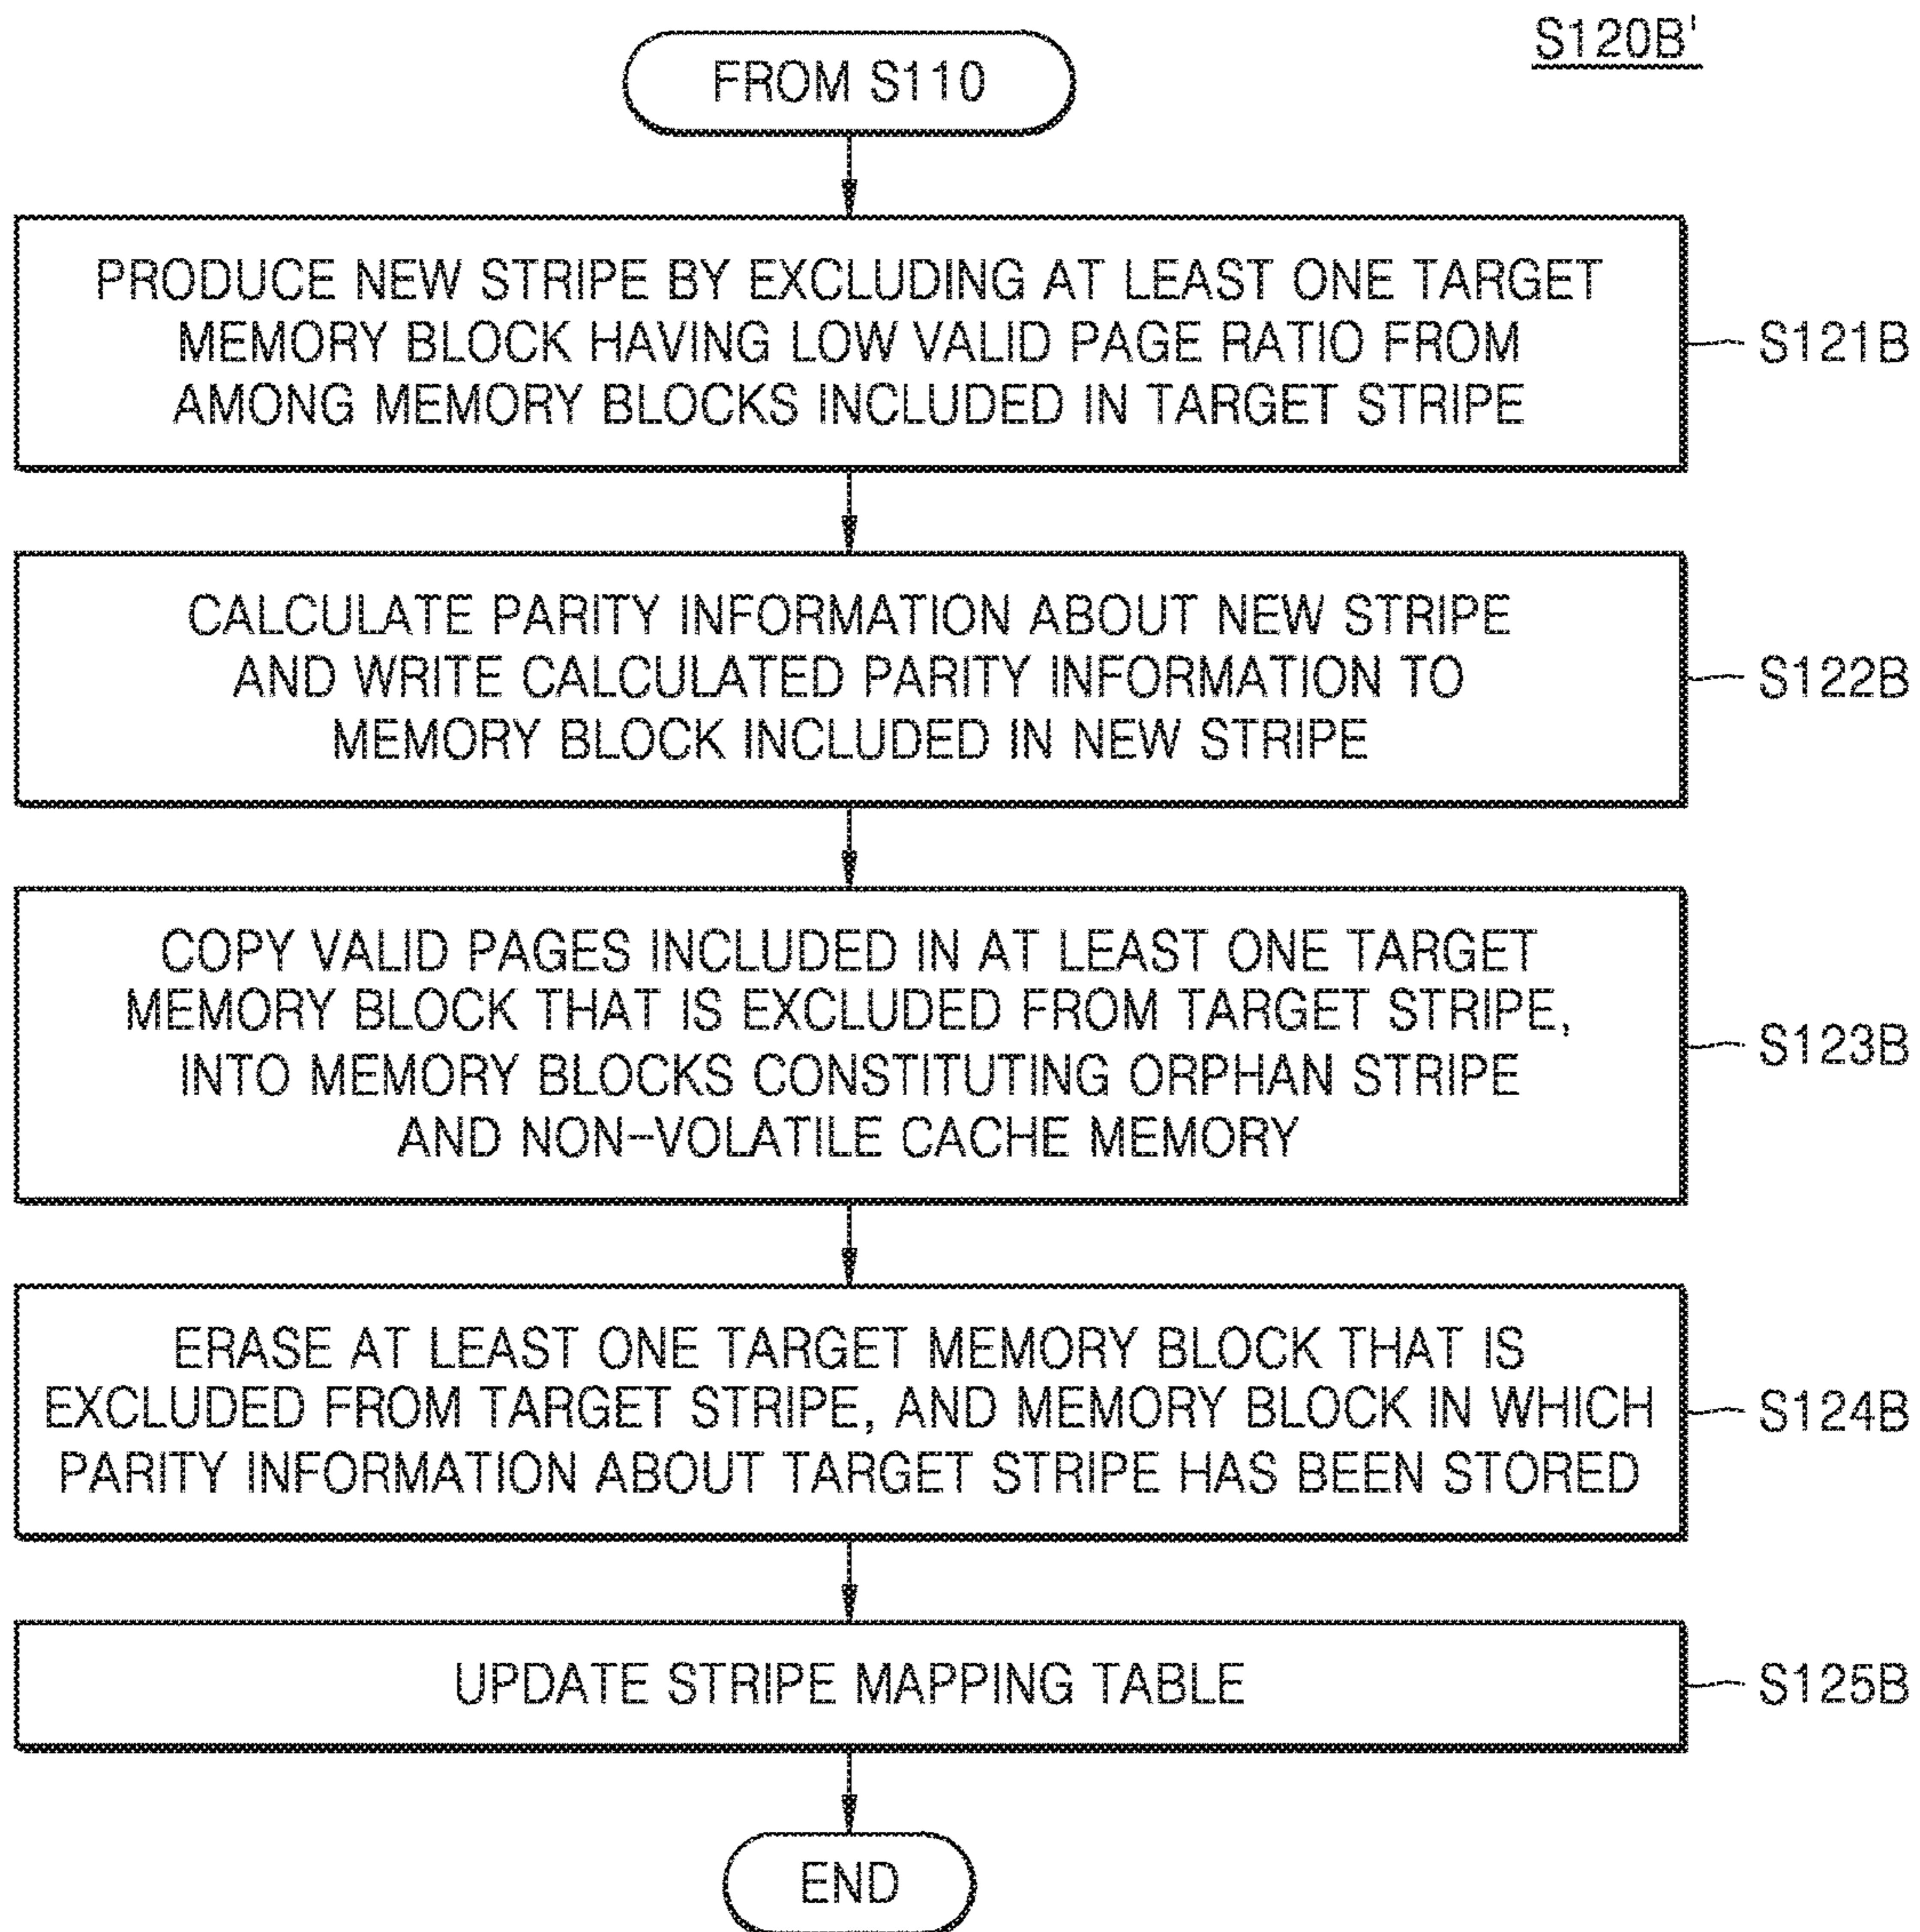 S120B'
FROM S110
PRODUCE NEW STRIPE BY EXCLUDING AT LEAST ONE TARGET
MEMORY BLOCK HAVING LOW VALID PAGE RATIO FROM
AMONG MEMORY BLOCKS INCLUDED IN TARGET STRIPE
S121B
CALCULATE PARITY INFORMATION ABOUT NEW STRIPE
AND WRITE CALCULATED PARITY INFORMATION TO
MEMORY BLOCK INCLUDED IN NEW STRIPE
S122B
COPY VALID PAGES INCLUDED IN AT LEAST ONE TARGET
MEMORY BLOCK THAT IS EXCLUDED FROM TARGET STRIPE,
INTO MEMORY BLOCKS CONSTITUTING ORPHAN STRIPE
AND NON-VOLATILE CACHE MEMORY
S123B
ERASE AT LEAST ONE TARGET MEMORY BLOCK THAT IS
EXCLUDED FROM TARGET STRIPE, AND MEMORY BLOCK IN WHICH
PARITY INFORMATION ABOUT TARGET STRIPE HAS BEEN STORED
S124B
UPDATE STRIPE MAPPING TABLE
S125B
END